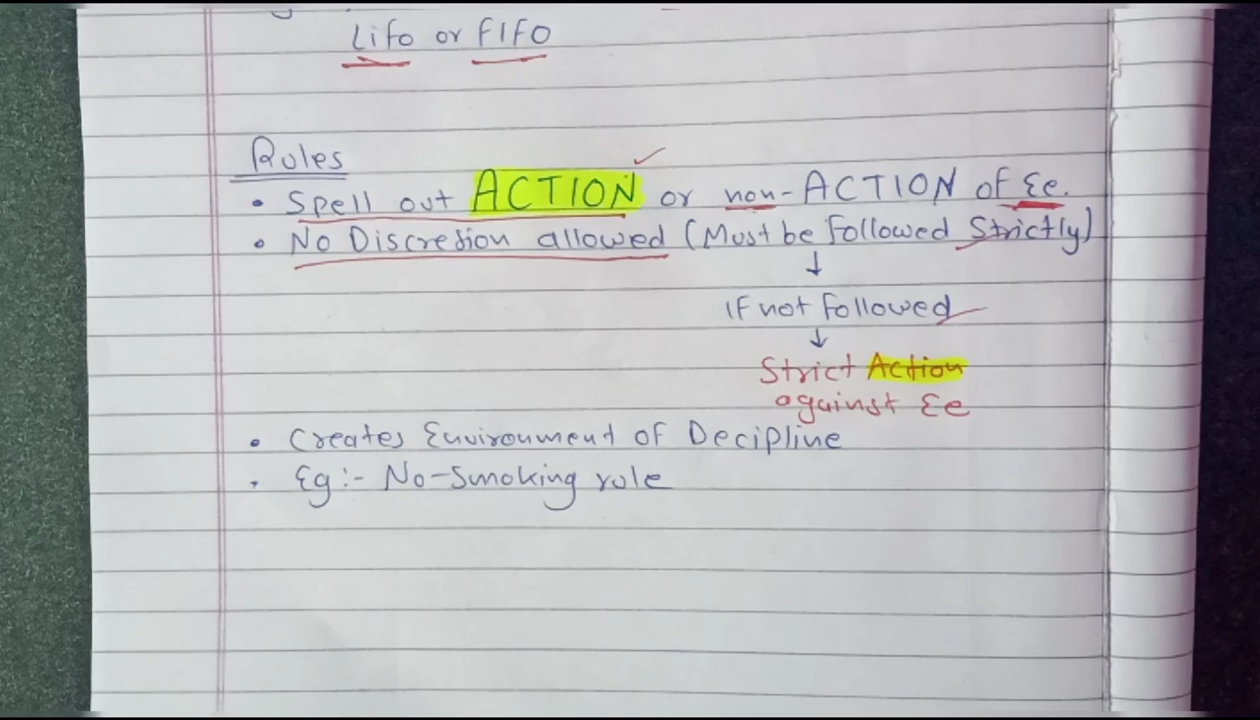 Lifo or FIFO
Rules
• Spell out ACTION or non-ACTION of Ee.
• No Discretion allowed (Must be Followed Strictly)
↓
IF not Followed
↓
Strict Action
against Ee
• Creates Environment of Decipline
• Eg :- No-Smoking rule